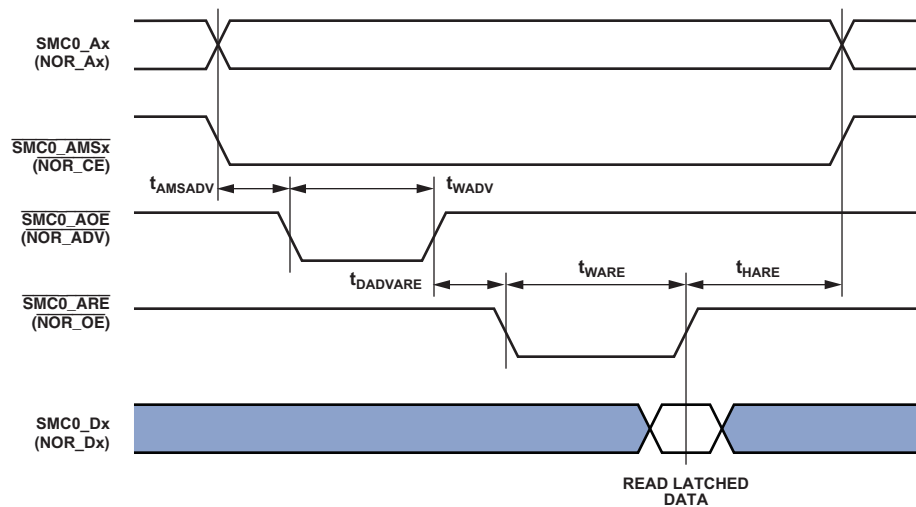 SMC0_Ax
(NOR_Ax)
SMC0_AMSx
(NOR_CE)
tAMSADV
tWADV
SMC0_AOE
(NOR_ADV)
tDADVARE
tWARE
tHARE
SMC0_ARE
(NOR_OE)
SMC0_Dx
(NOR_Dx)
READ LATCHED
DATA